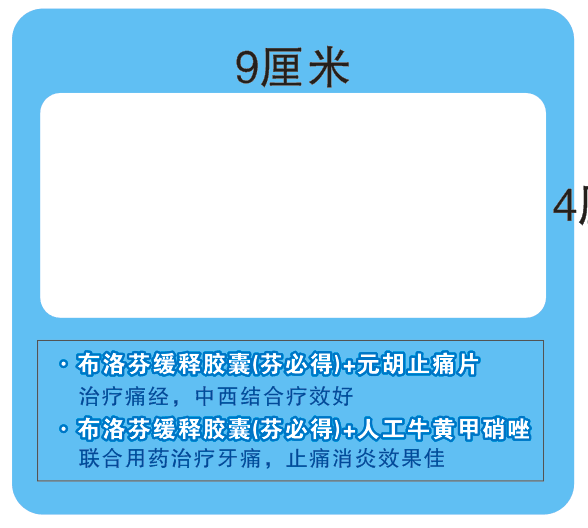 9厘米
4厘
· 布洛芬缓释胶囊(芬必得)+元胡止痛片
治疗痛经，中西结合疗效好
· 布洛芬缓释胶囊(芬必得)+人工牛黄甲硝唑
联合用药治疗牙痛，止痛消炎效果佳